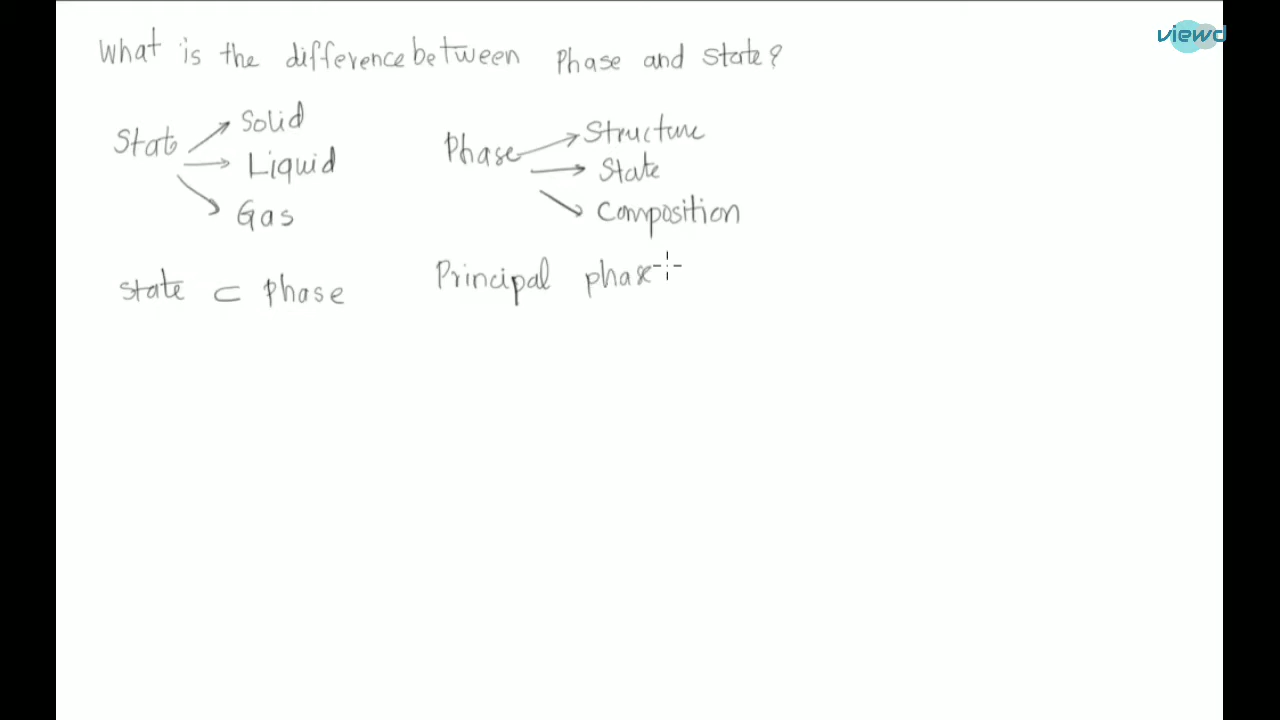 What is the difference between Phase and State?
State Solid
Liquid
Gas
Phase Structure
State
Composition
State ⊂ Phase
Principal phase
viewd